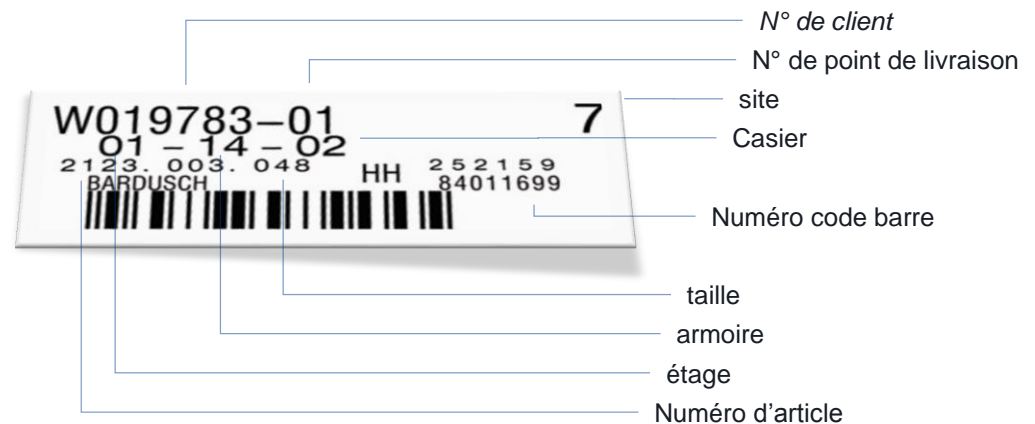 N° de client
N° de point de livraison
site
Casier
W019783-01
7
01 - 14 - 02
2123. 003. 048
HH
252159
BARDUSCH
84011699
Numéro code barre
taille
armoire
étage
Numéro d'article